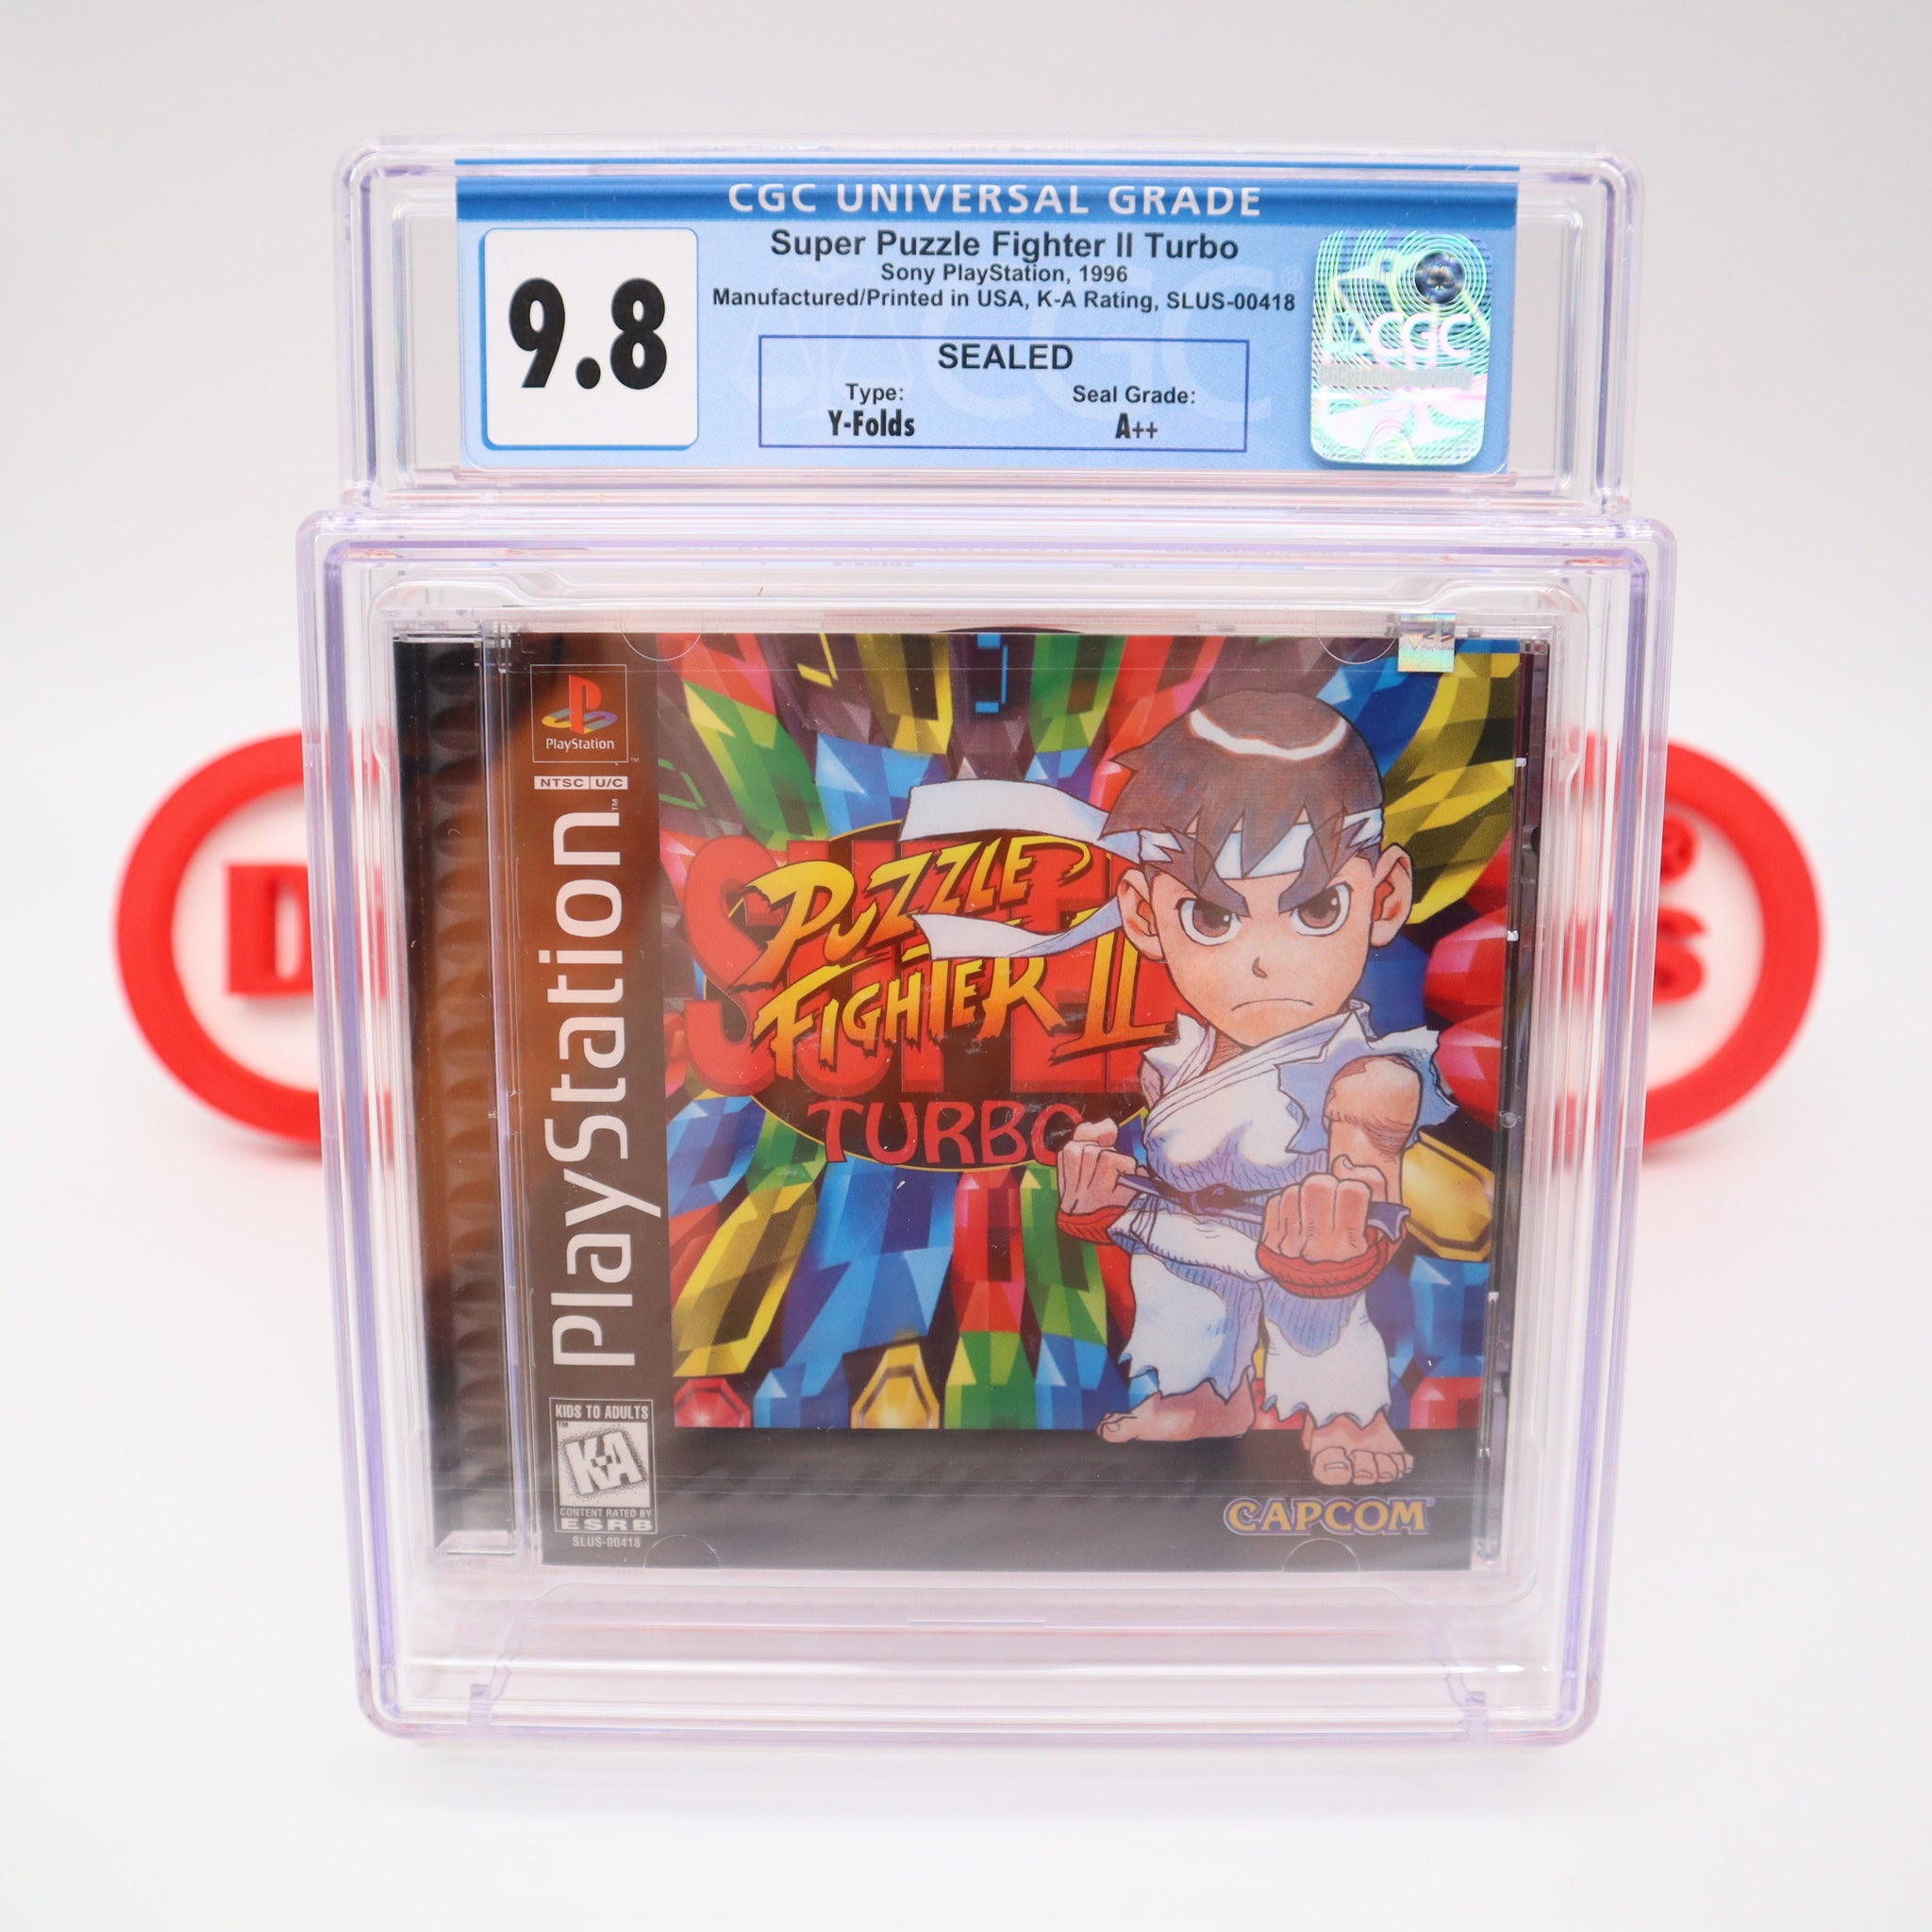 CGC UNIVERSAL GRADE
9.8
Super Puzzle Fighter II Turbo
Sony PlayStation, 1996
Manufactured/Printed in USA, K-A Rating, SLUS-00418
SEALED
Type:
Y-Folds
Seal Grade:
A++
CGC
PlayStation
NTSC U/C
PlayStation
SUPER
PUZZLE
FIGHTER II
TURBO
KIDS TO ADULTS
K-A
CONTENT RATED BY
ESRB
SLUS-00418
CAPCOM